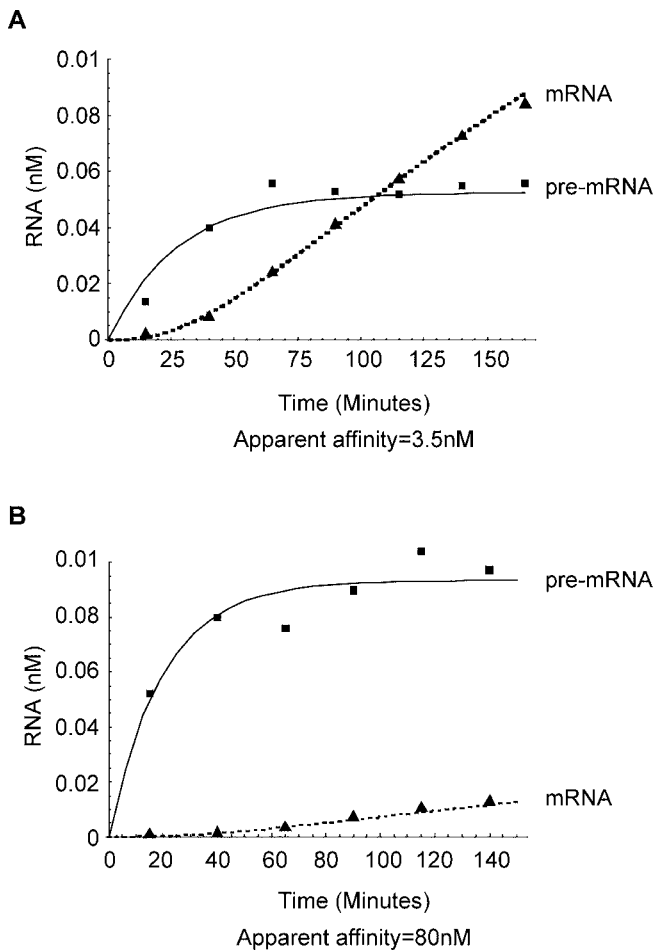 A
0.01
mRNA
0.08
0.06
pre-mRNA
RNA (nM)
0.04
0.02
0
0 25 50 75 100 125 150
Time (Minutes)
Apparent affinity=3.5nM
B
0.01
pre-mRNA
0.08
0.06
RNA (nM)
0.04
0.02
mRNA
0
0 20 40 60 80 100 120 140
Time (Minutes)
Apparent affinity=80nM